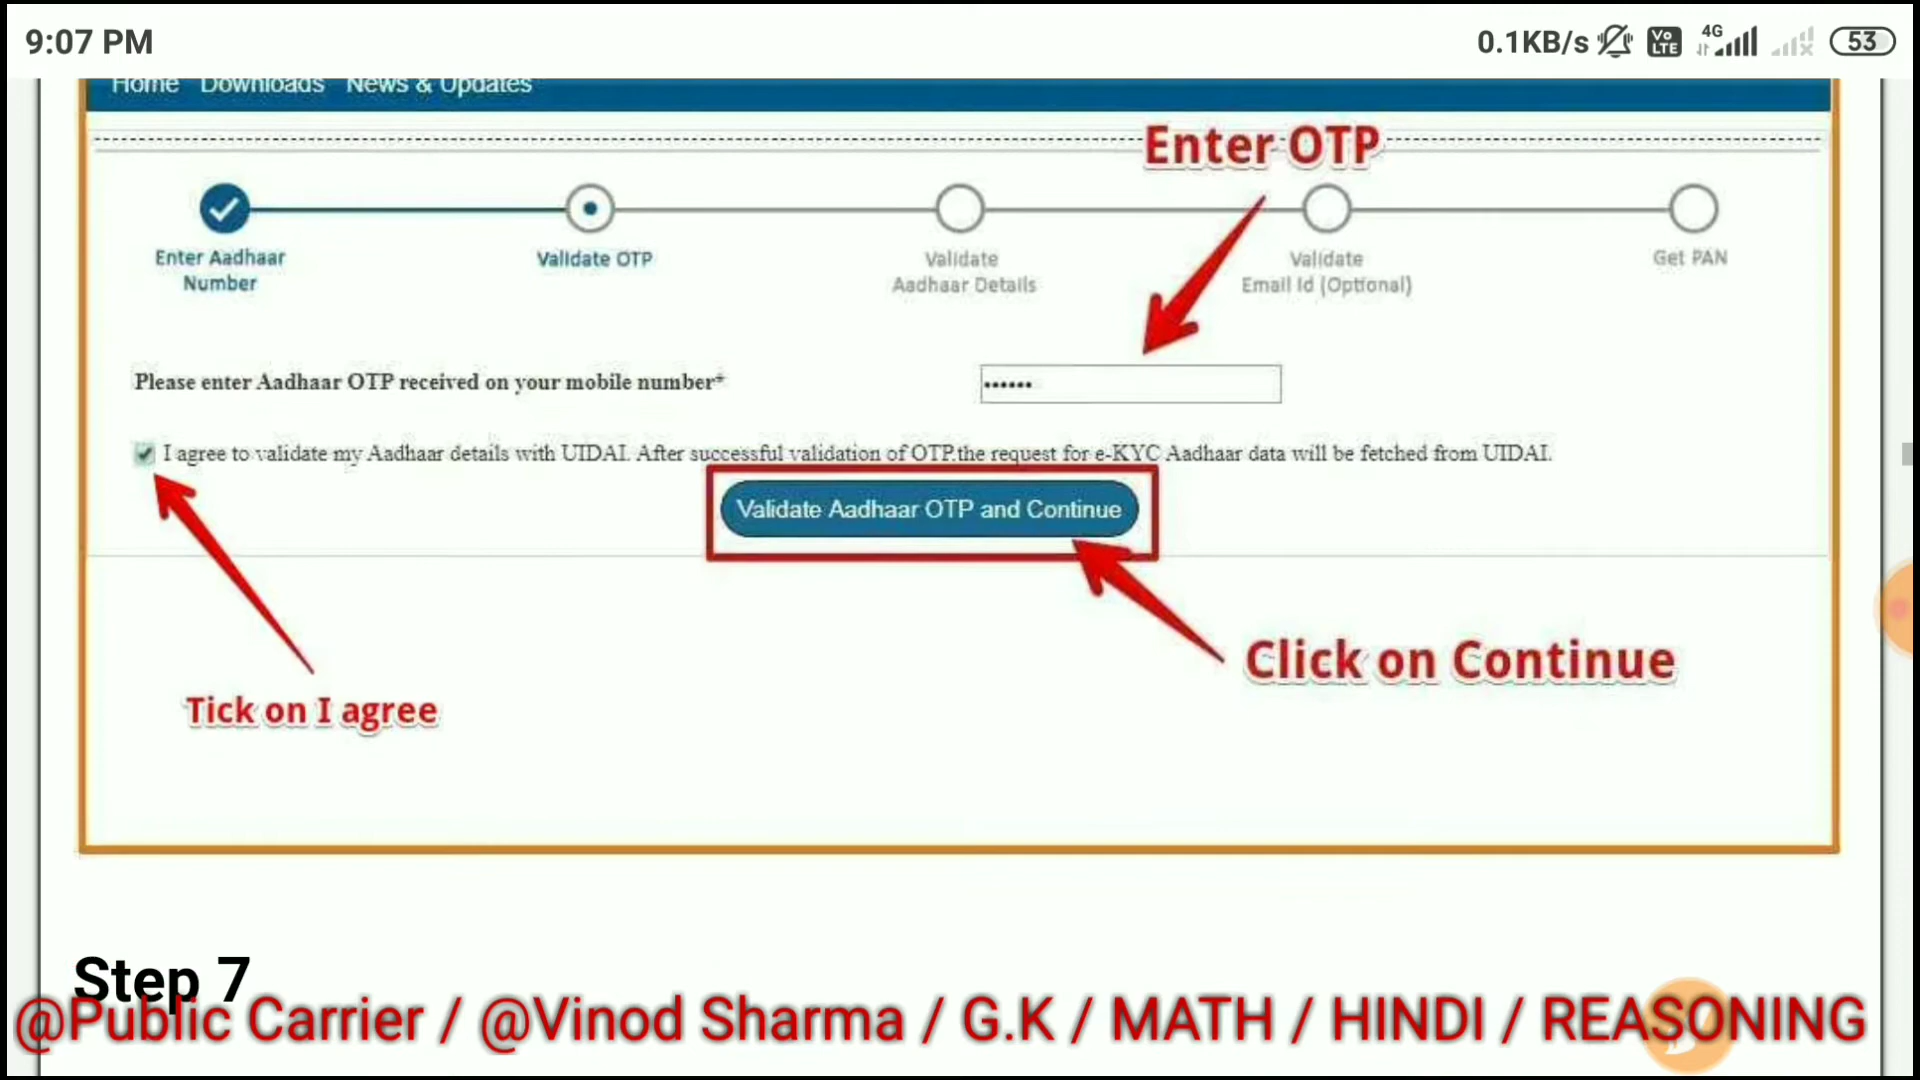 9:07 PM
0.1KB/s Vo LTE 4G 53
Home Downloads News & Updates
Enter OTP
Enter Aadhaar Number
Validate OTP
Validate Aadhaar Details
Validate Email Id (Optional)
Get PAN
Please enter Aadhaar OTP received on your mobile number*
••••••
I agree to validate my Aadhaar details with UIDAI. After successful validation of OTP,the request for e-KYC Aadhaar data will be fetched from UIDAI.
Validate Aadhaar OTP and Continue
Click on Continue
Tick on I agree
Step 7
@Public Carrier / @Vinod Sharma / G.K / MATH / HINDI / REASONING